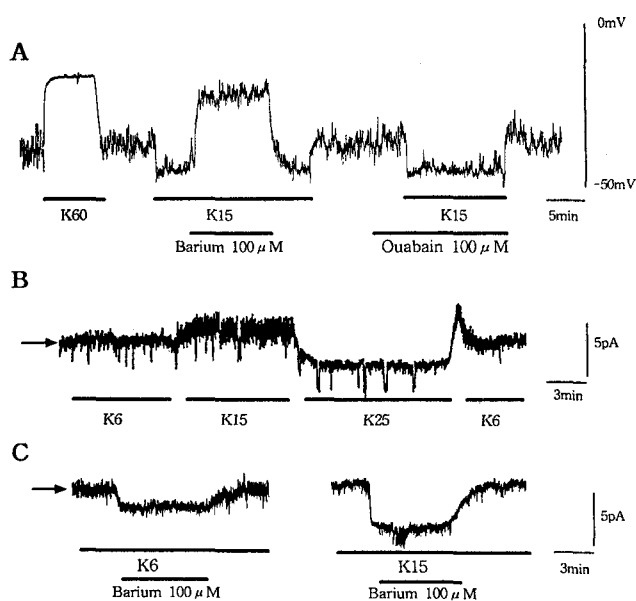 A
0mV
-50mV
K60
K15
K15
5min
Barium 100 μM
Ouabain 100 μM
B
5pA
3min
K6
K15
K25
K6
C
5pA
K6
K15
3min
Barium 100 μM
Barium 100 μM